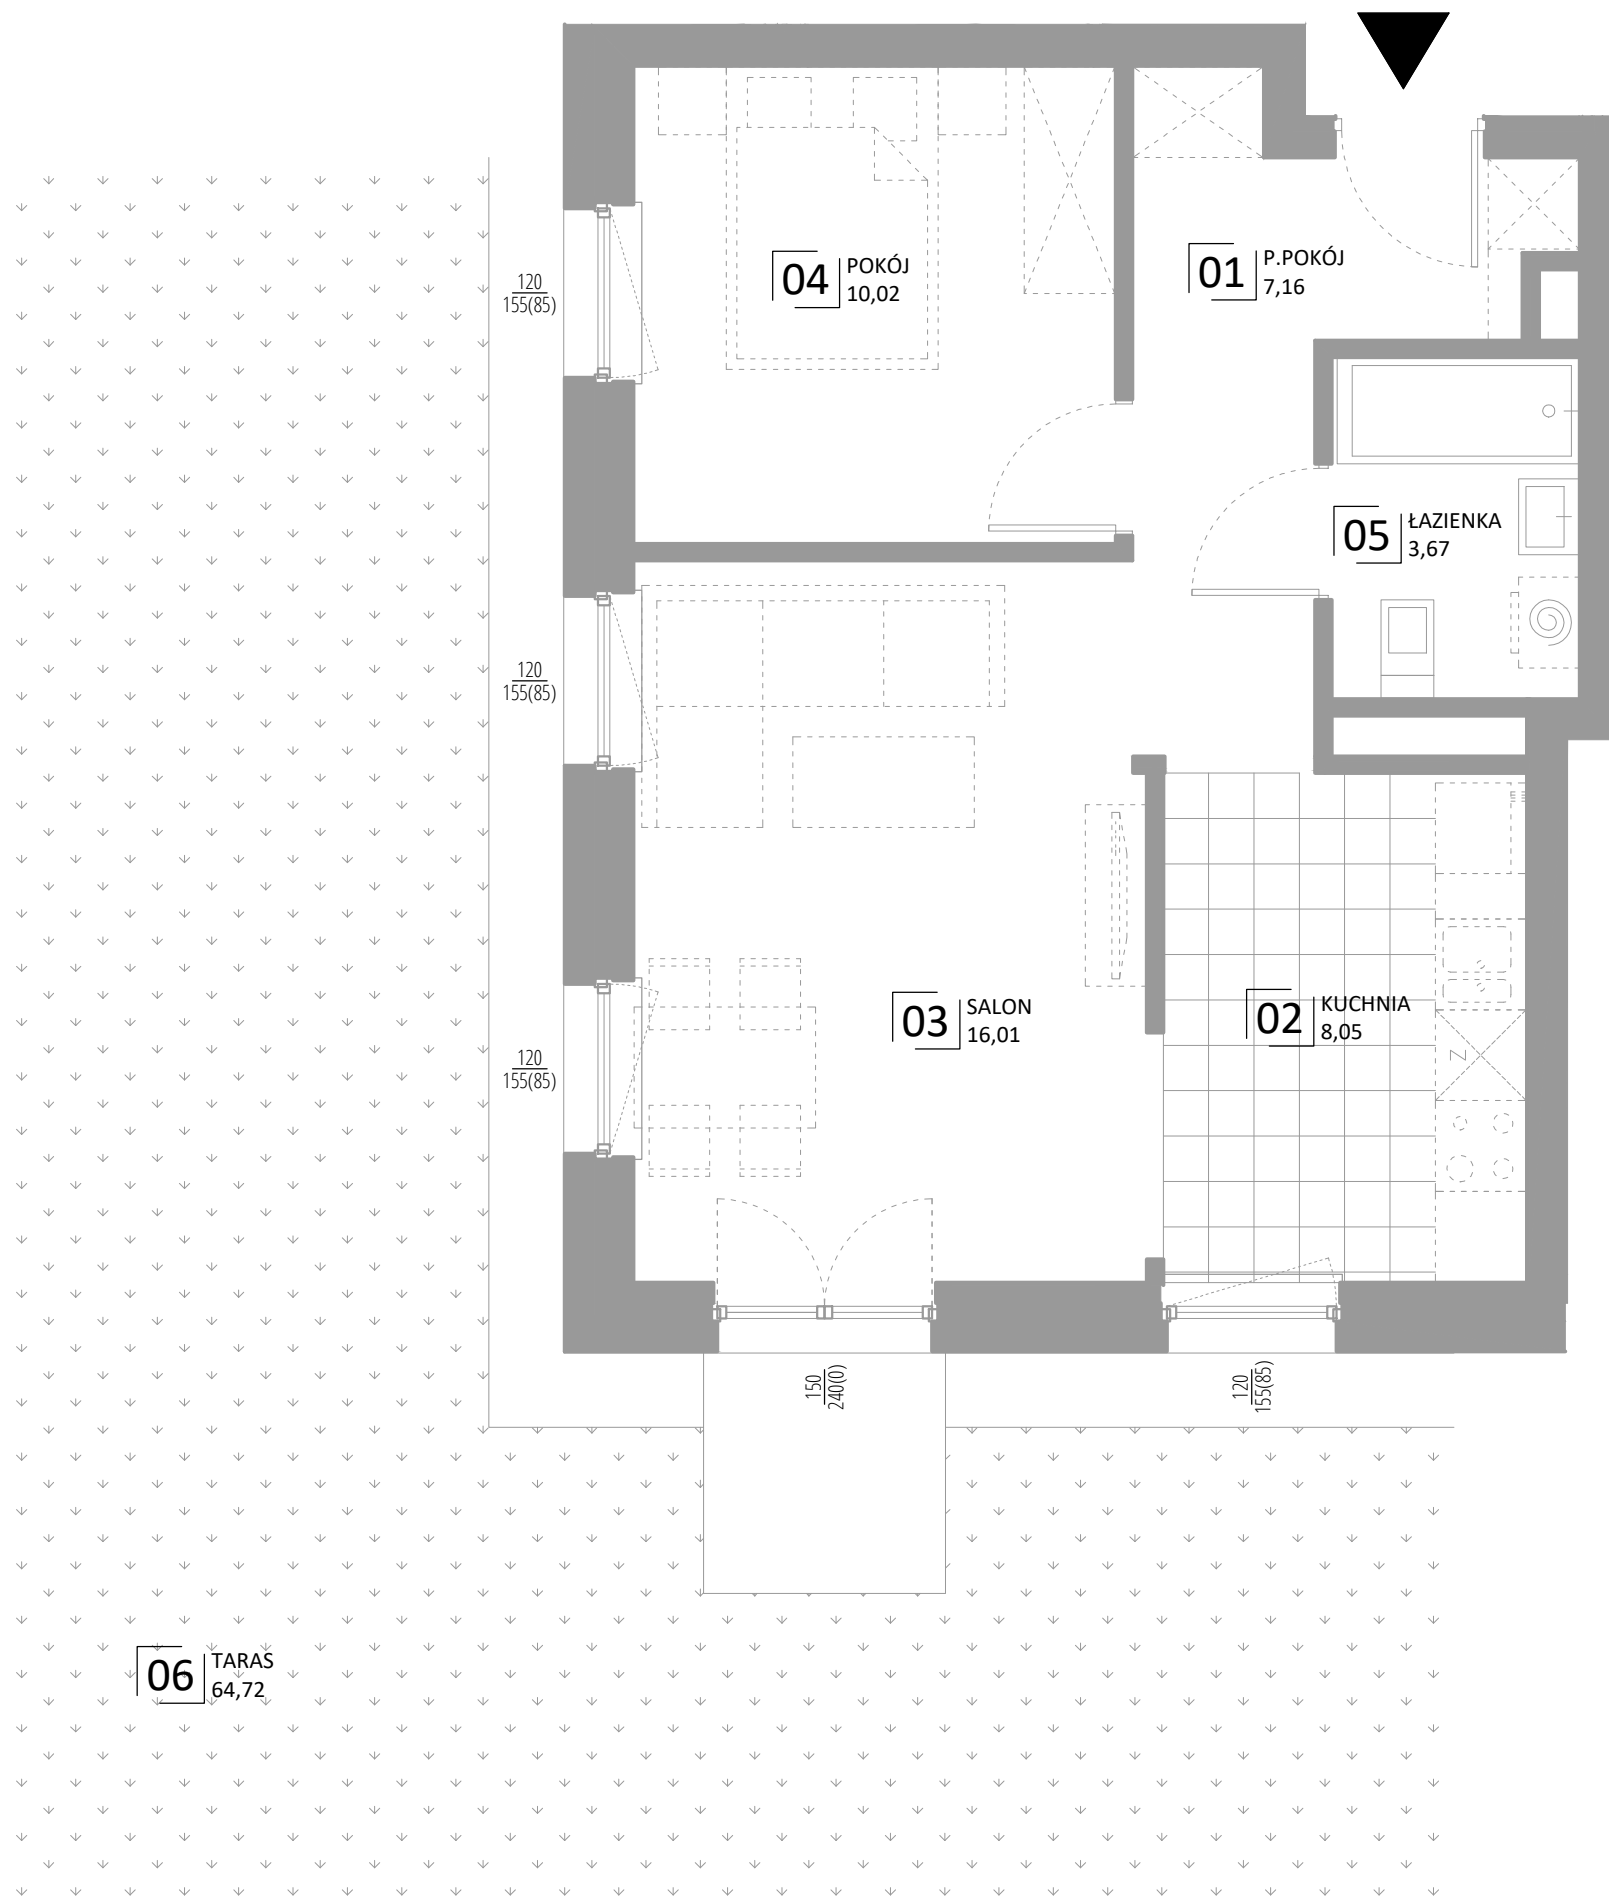 04 POKÓJ
10,02
01 P.POKÓJ
7,16
120
155(85)
05 ŁAZIENKA
3,67
120
155(85)
03 SALON
16,01
02 KUCHNIA
8,05
Z
120
155(85)
150
240(0)
120
155(85)
06 TARAS
64,72